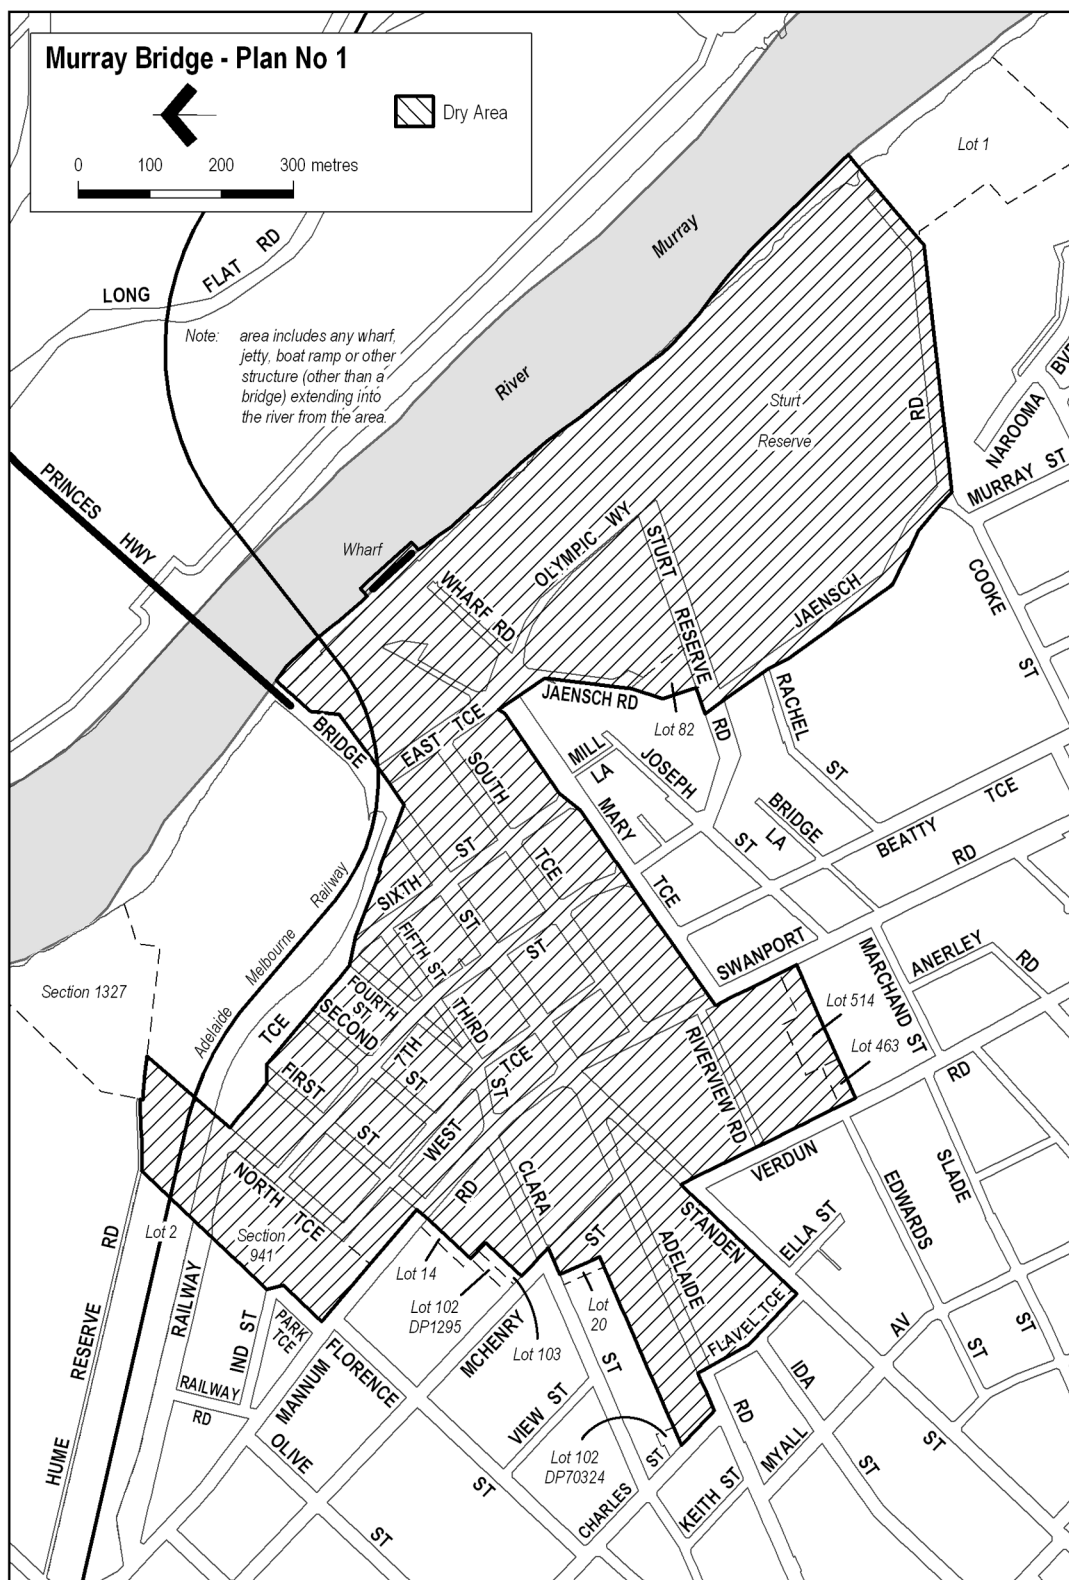 Murray Bridge - Plan No 1
Dry Area
0 100 200 300 metres
Lot 1
LONG FLAT RD
Murray
River
Note: area includes any wharf,
jetty, boat ramp or other
structure (other than a
bridge) extending into
the river from the area.
Sturt
Reserve
RD
NAROOMA
BVE
MURRAY ST
PRINCES HWY
Wharf
OLYMPIC WY
WHARF RD
STURT RESERVE RD
JAENSCH
COOKE ST
JAENSCH RD
Lot 82
RACHEL ST
BRIDGE
EAST TCE
SOUTH TCE
MILL LA
JOSEPH ST
MARY TCE
BRIDGE LA
BEATTY TCE
RD
SIXTH ST
ST
ST
FIFTH ST
FOURTH ST
SECOND
THIRD ST
7TH ST
FIRST ST
WEST TCE
Adelaide Melbourne Railway
TCE
Section 1327
SWANPORT
MARCHAND ST
ANERLEY RD
Lot 514
Lot 463
RD
RIVERVIEW RD
VERDUN
EDWARDS
SLADE
ST
ST
NORTH TCE
Section
941
Lot 2
CLARA ST
RD
ST
STANDEN
ADELAIDE RD
ELLA ST
FLAVEL TCE
AV
Lot 14
Lot 102
DP1295
Lot 103
Lot
20
MCHENRY
VIEW ST
HUME RESERVE RD
RAILWAY
IND ST
PARK
TCE
RAILWAY
RD
MANNUM
FLORENCE ST
OLIVE ST
Lot 102
DP70324
CHARLES ST
KEITH ST
MYALL
IDA ST
ST